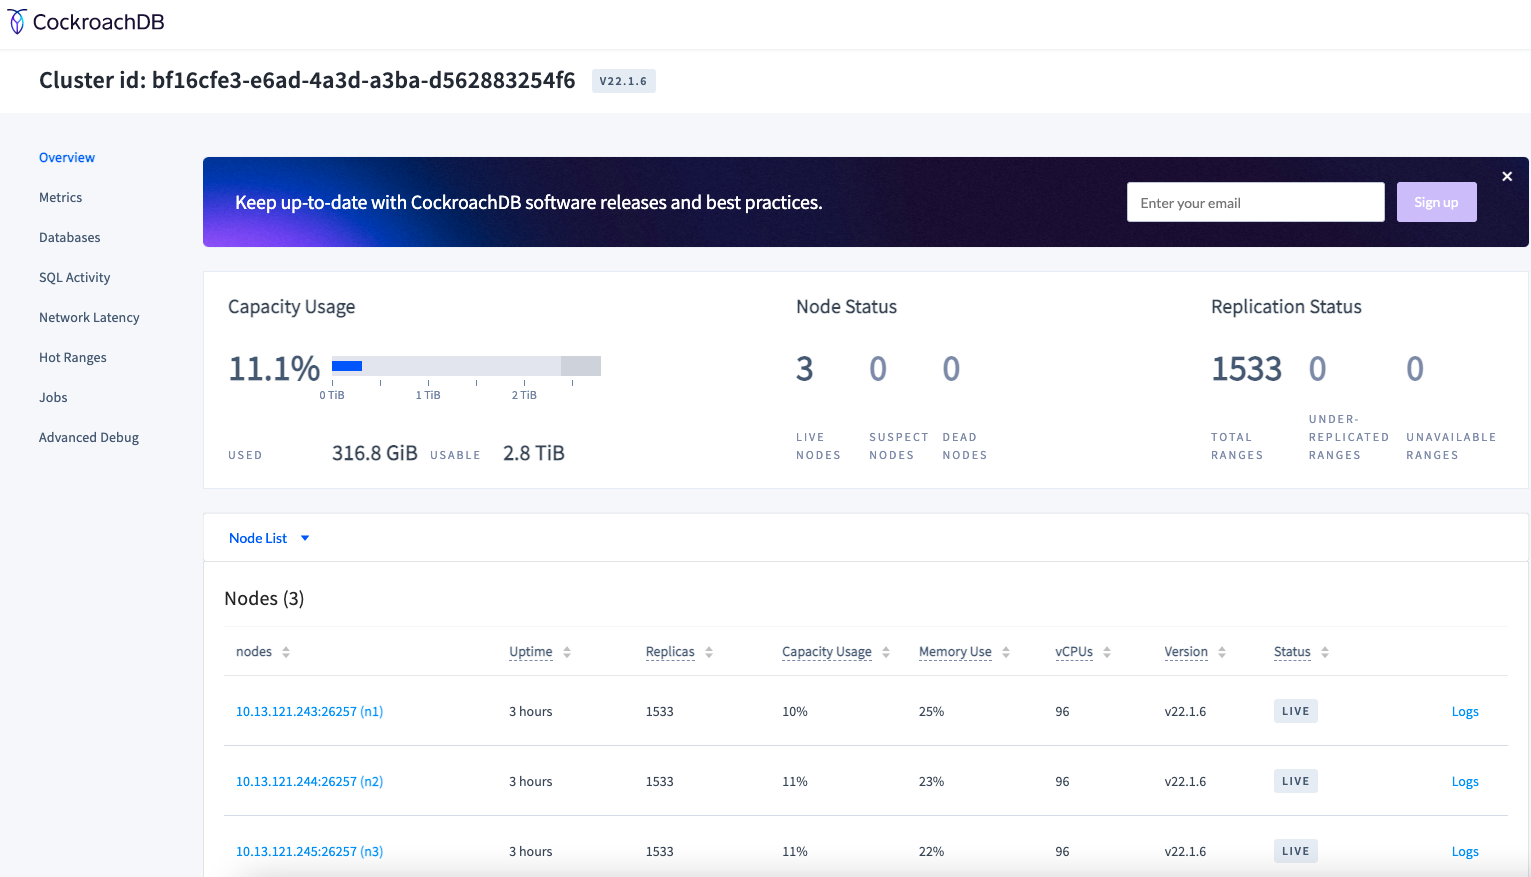 CockroachDB
Cluster id: bf16cfe3-e6ad-4a3d-a3ba-d562883254f6 V22.1.6
Overview
Metrics
Databases
SQL Activity
Network Latency
Hot Ranges
Jobs
Advanced Debug
Keep up-to-date with CockroachDB software releases and best practices.
Enter your email
Sign up
Capacity Usage
11.1%
0 TiB 1 TiB 2 TiB
USED 316.8 GiB USABLE 2.8 TiB
Node Status
3 0 0
LIVE NODES
SUSPECT NODES
DEAD NODES
Replication Status
1533 0 0
TOTAL RANGES
UNDER-REPLICATED RANGES
UNAVAILABLE RANGES
Node List
Nodes (3)
nodes Uptime Replicas Capacity Usage Memory Use vCPUs Version Status
10.13.121.243:26257 (n1) 3 hours 1533 10% 25% 96 v22.1.6 LIVE Logs
10.13.121.244:26257 (n2) 3 hours 1533 11% 23% 96 v22.1.6 LIVE Logs
10.13.121.245:26257 (n3) 3 hours 1533 11% 22% 96 v22.1.6 LIVE Logs